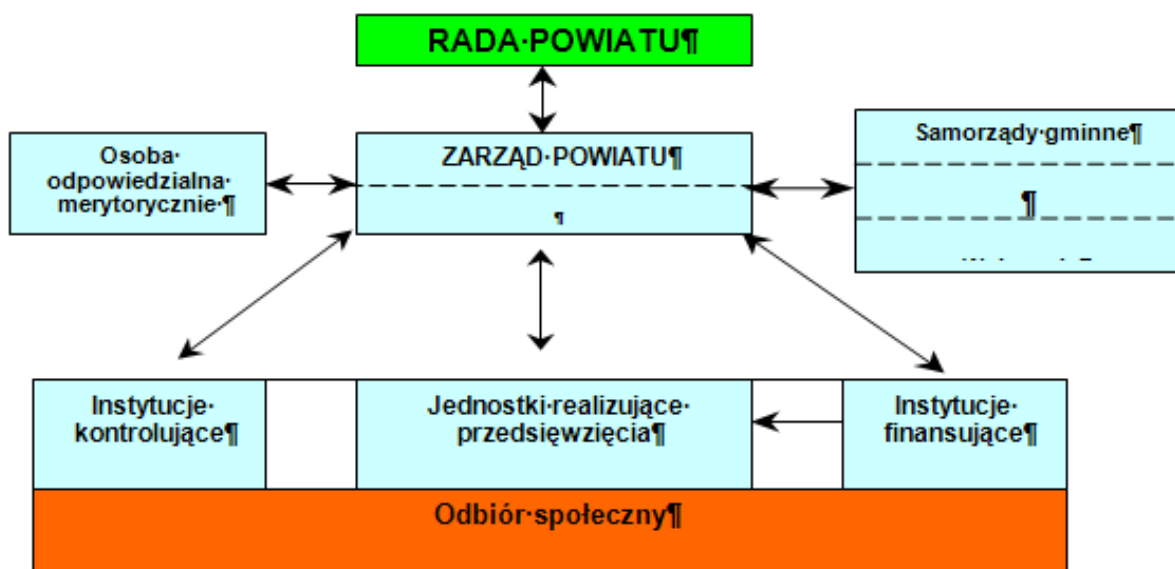 RADA·POWIATU¶
Osoba·
odpowiedzialna·
merytorycznie·¶
ZARZĄD·POWIATU¶
¶
Samorządy·gminne¶
¶
Instytucje·
kontrolujące¶
Jednostki·realizujące·
przedsięwzięcia¶
Instytucje·
finansujące¶
Odbiór·społeczny¶